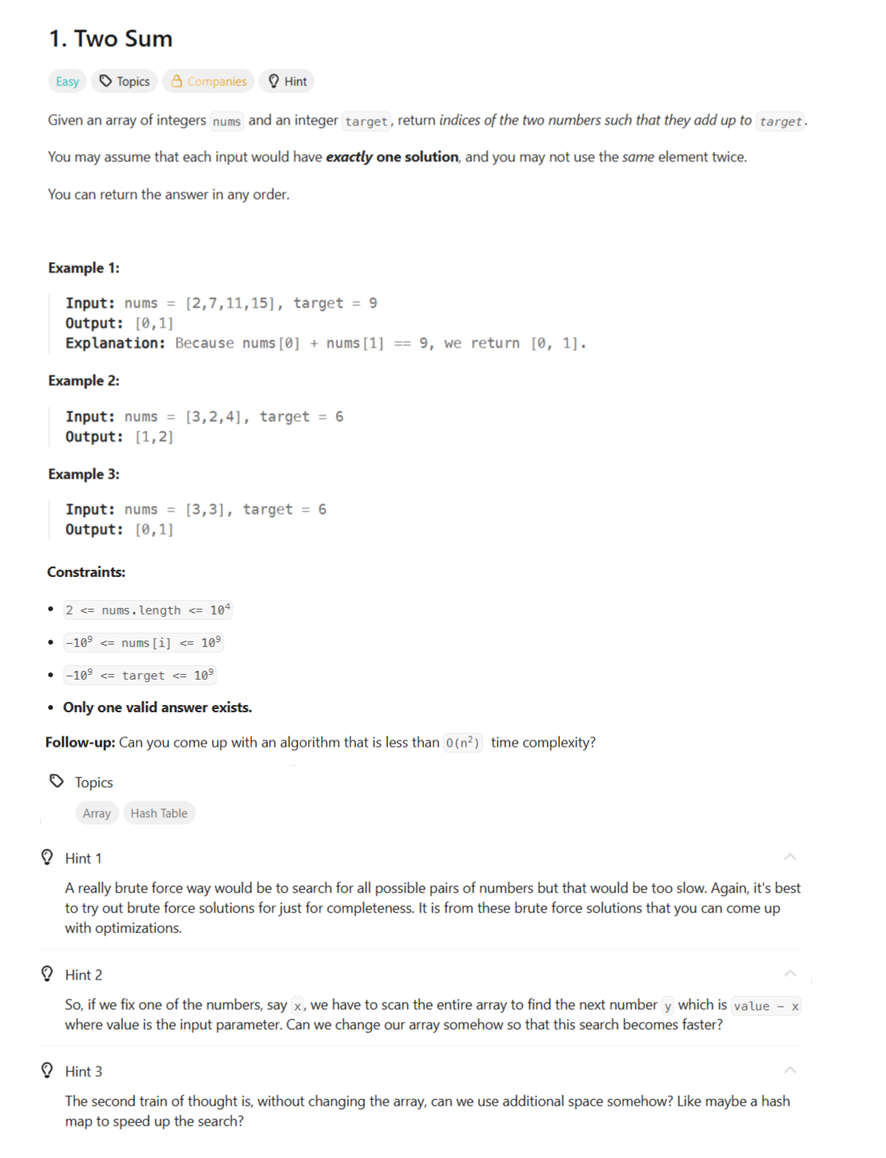 1. Two Sum
Easy Topics Companies Hint
Given an array of integers nums and an integer target, return indices of the two numbers such that they add up to target.
You may assume that each input would have exactly one solution, and you may not use the same element twice.
You can return the answer in any order.
Example 1:
Input: nums = [2,7,11,15], target = 9
Output: [0,1]
Explanation: Because nums[0] + nums[1] == 9, we return [0, 1].
Example 2:
Input: nums = [3,2,4], target = 6
Output: [1,2]
Example 3:
Input: nums = [3,3], target = 6
Output: [0,1]
Constraints:
• 2 <= nums.length <= 10⁴
• -10⁹ <= nums[i] <= 10⁹
• -10⁹ <= target <= 10⁹
• Only one valid answer exists.
Follow-up: Can you come up with an algorithm that is less than O(n²) time complexity?
Topics
Array Hash Table
Hint 1
A really brute force way would be to search for all possible pairs of numbers but that would be too slow. Again, it's best
to try out brute force solutions for just for completeness. It is from these brute force solutions that you can come up
with optimizations.
Hint 2
So, if we fix one of the numbers, say x, we have to scan the entire array to find the next number y which is value - x
where value is the input parameter. Can we change our array somehow so that this search becomes faster?
Hint 3
The second train of thought is, without changing the array, can we use additional space somehow? Like maybe a hash
map to speed up the search?